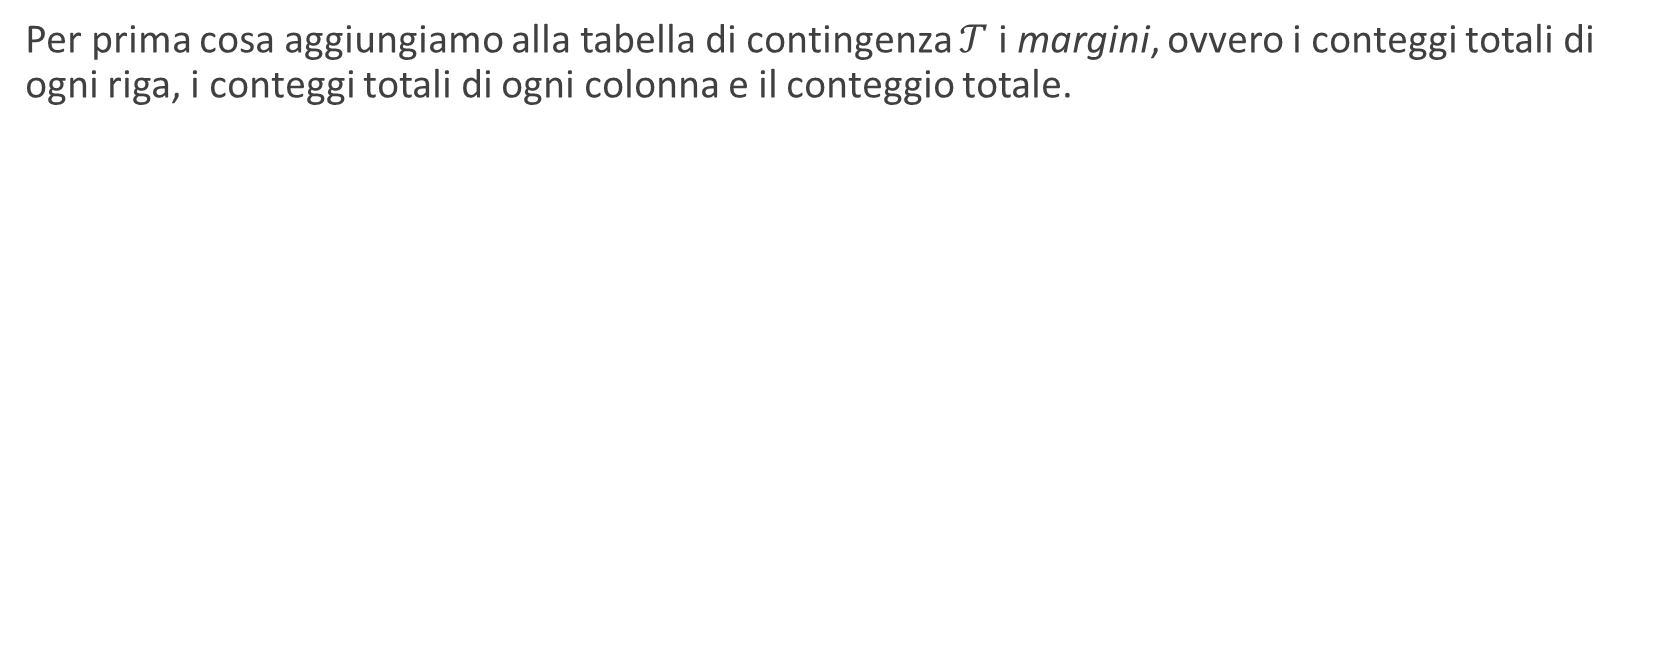 Per prima cosa aggiungiamo alla tabella di contingenza 𝒯 i margini, ovvero i conteggi totali di
ogni riga, i conteggi totali di ogni colonna e il conteggio totale.